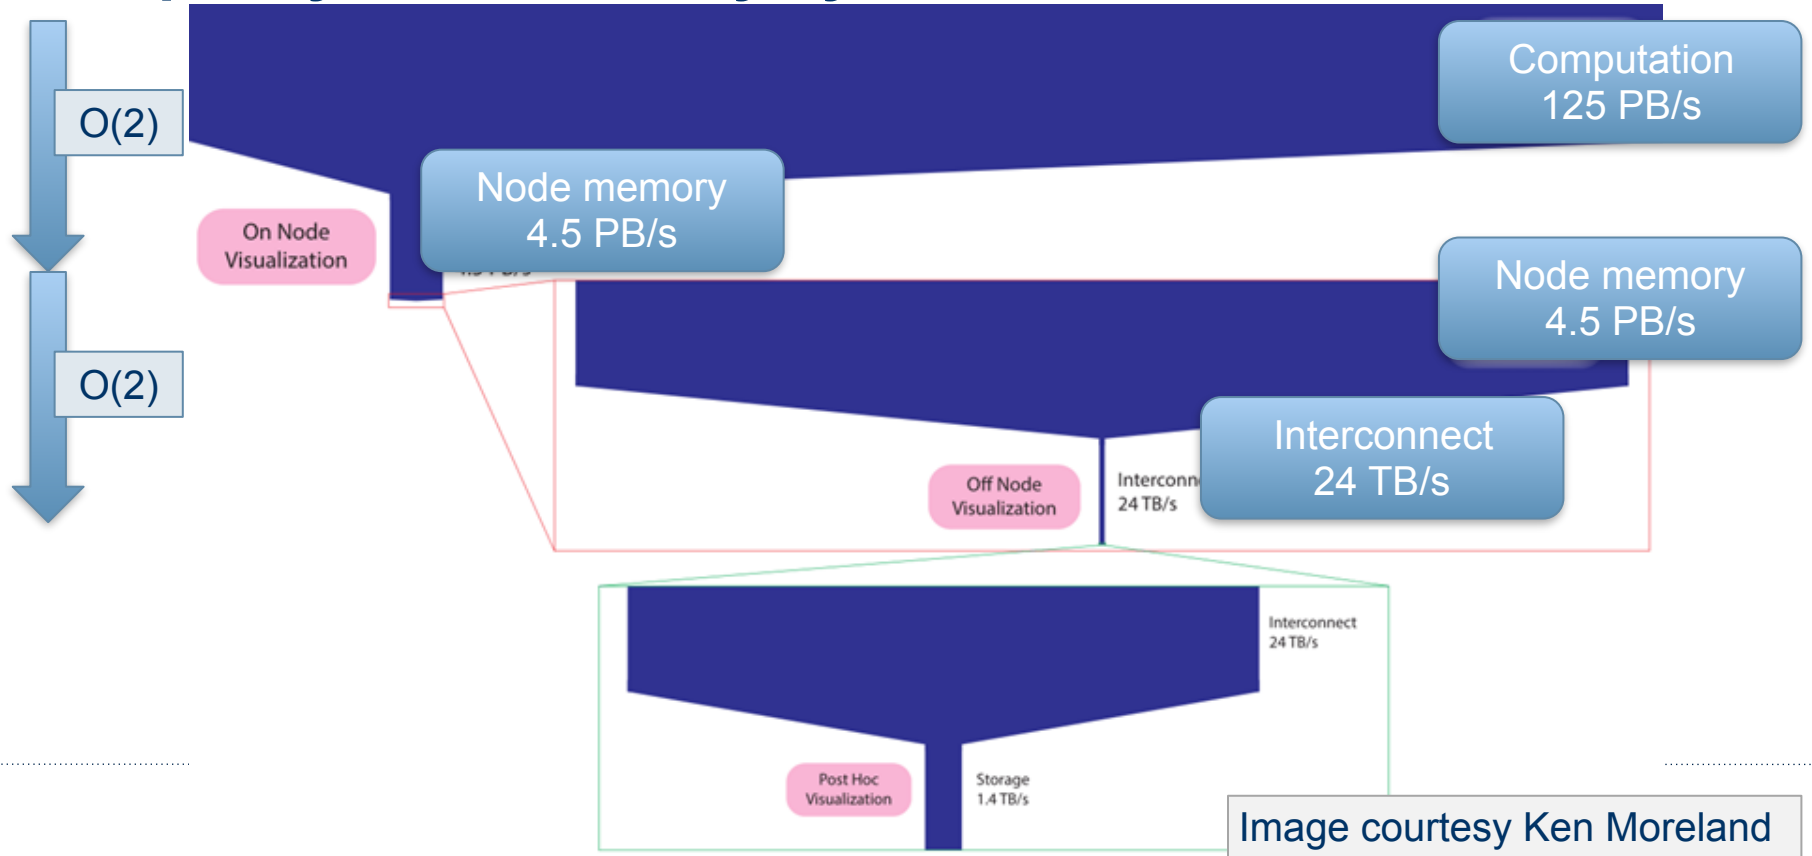 Computation
125 PB/s
O(2)
Node memory
4.5 PB/s
On Node
Visualization
Node memory
4.5 PB/s
O(2)
Interconnect
24 TB/s
Off Node
Visualization
24 TB/s
Interconnect
24 TB/s
Post Hoc
Visualization
Storage
1.4 TB/s
Image courtesy Ken Moreland